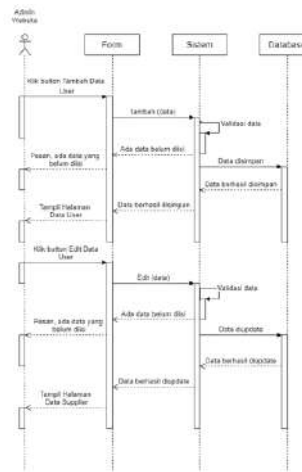 Admin
Website
Form
Sistem
Database
Klik button Tambah Data
User
tambah (data)
Validasi data
Ada data belum diisi
Pesan, ada data yang
belum diisi
Data disimpan
Data berhasil disimpan
Data berhasil disimpan
Tampil Halaman
Data User
Klik button Edit Data
User
Edit (data)
Validasi data
Ada data belum diisi
Pesan, ada data yang
belum diisi
Data diupdate
Data berhasil diupdate
Data berhasil diupdate
Tampil Halaman
Data Supplier